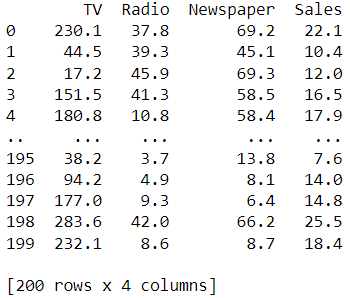 TV Radio Newspaper Sales
0 230.1 37.8 69.2 22.1
1 44.5 39.3 45.1 10.4
2 17.2 45.9 69.3 12.0
3 151.5 41.3 58.5 16.5
4 180.8 10.8 58.4 17.9
.. ... ... ... ...
195 38.2 3.7 13.8 7.6
196 94.2 4.9 8.1 14.0
197 177.0 9.3 6.4 14.8
198 283.6 42.0 66.2 25.5
199 232.1 8.6 8.7 18.4
[200 rows x 4 columns]